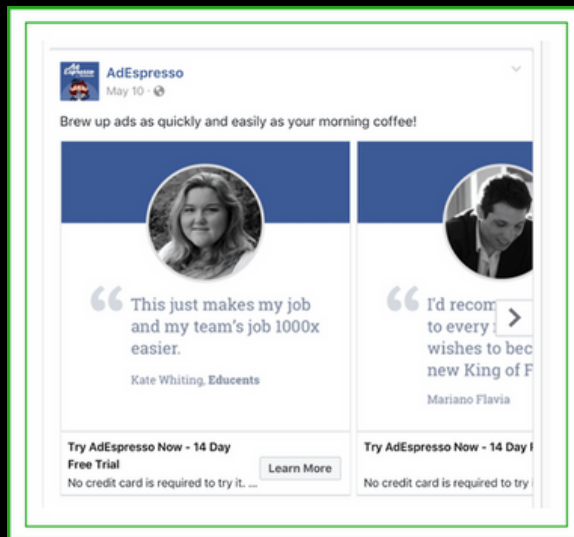 Ad Espresso
AdEspresso
May 10
Brew up ads as quickly and easily as your morning coffee!
“ This just makes my job
and my team's job 1000x
easier.
Kate Whiting, Educents
Try AdEspresso Now - 14 Day
Free Trial
No credit card is required to try it. ...
Learn More
“ I'd recom
to every
wishes to bec
new King of F
Mariano Flavia
Try AdEspresso Now - 14 Day F
No credit card is required to try i